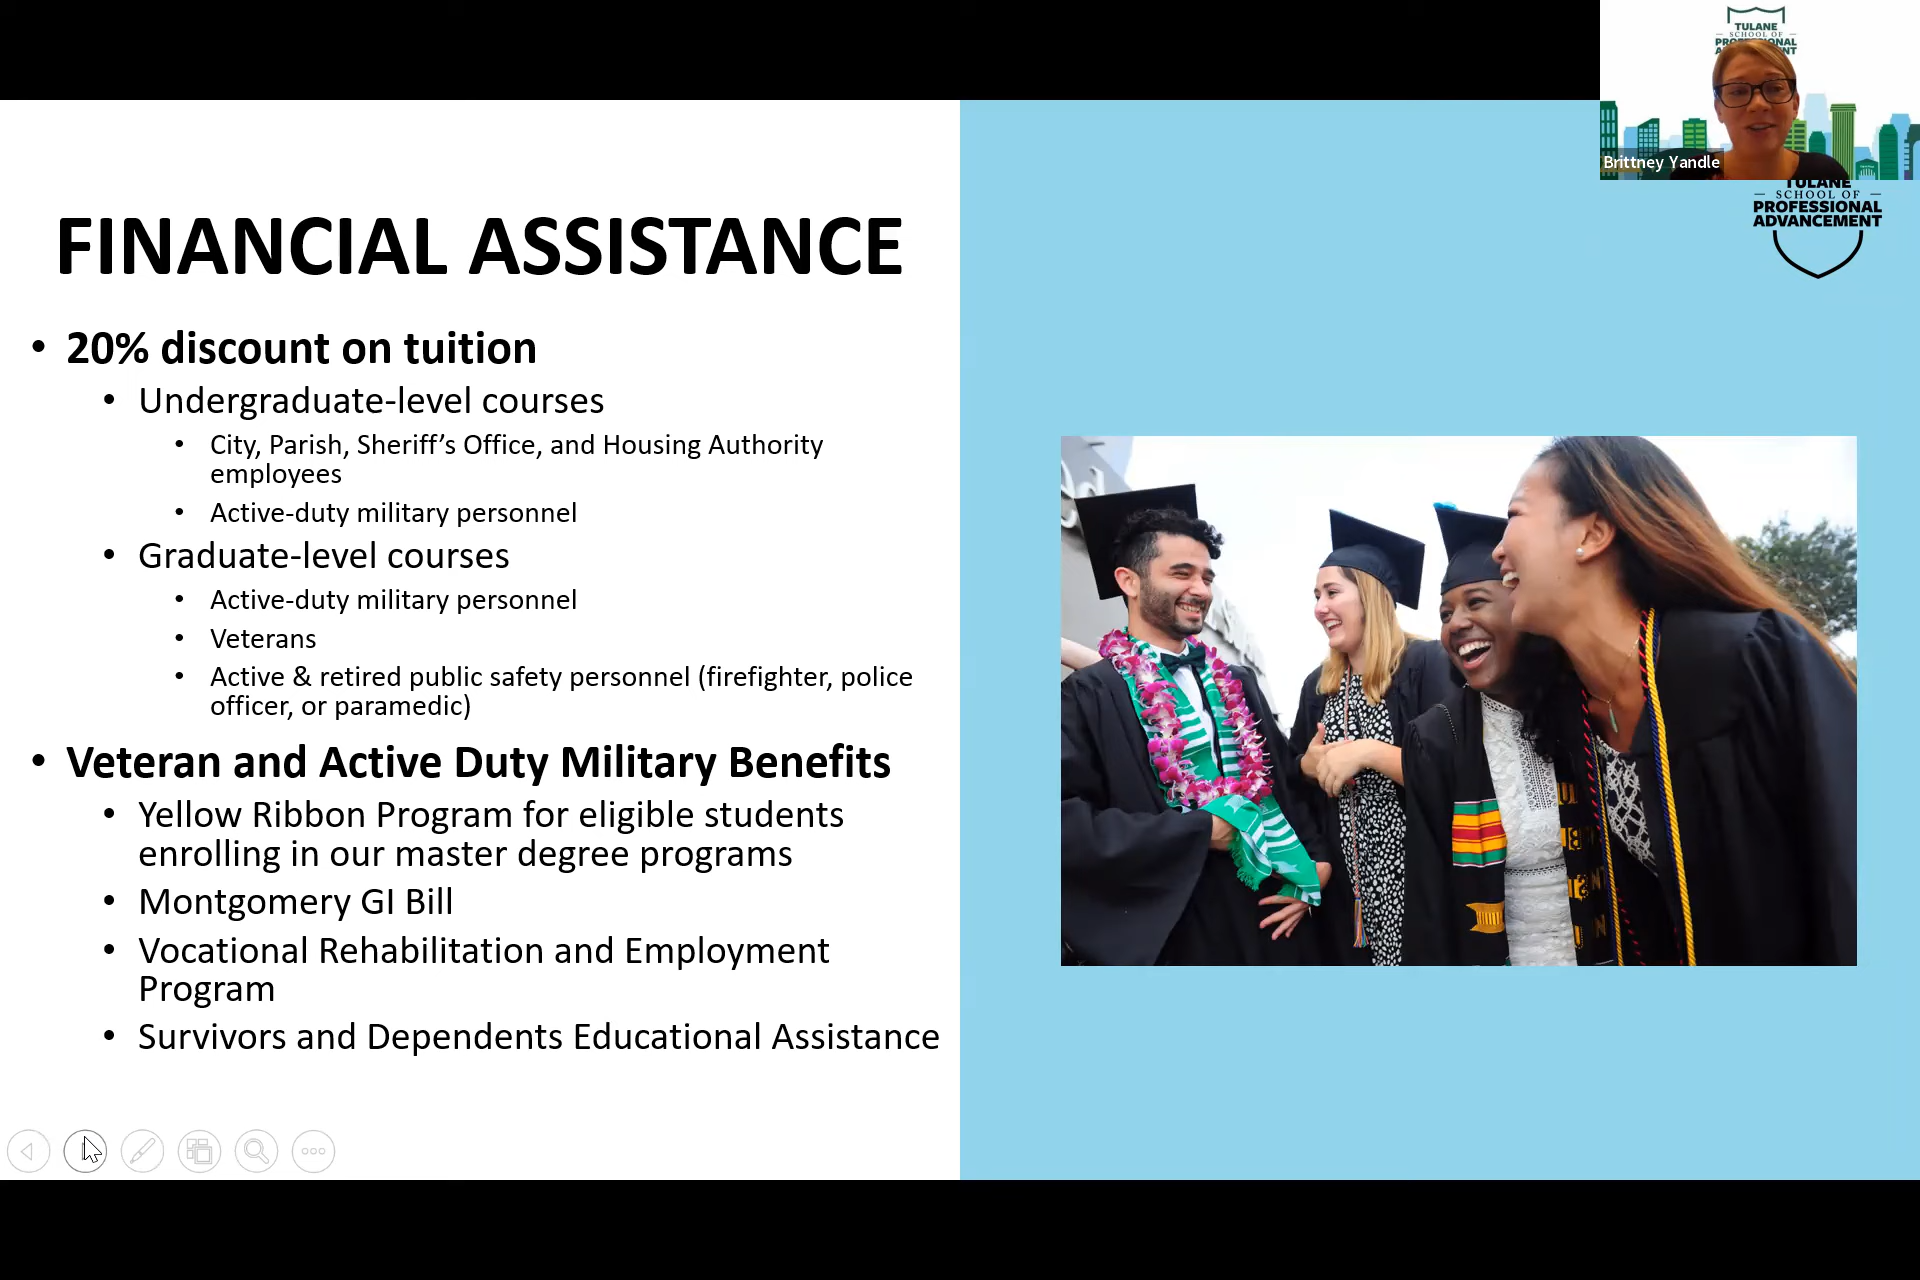 TULANE
SCHOOL OF
PROFESSIONAL
Brittney Yandle
TULANE
SCHOOL OF
PROFESSIONAL
ADVANCEMENT
FINANCIAL ASSISTANCE
• 20% discount on tuition
• Undergraduate-level courses
• City, Parish, Sheriff’s Office, and Housing Authority
employees
• Active-duty military personnel
• Graduate-level courses
• Active-duty military personnel
• Veterans
• Active & retired public safety personnel (firefighter, police
officer, or paramedic)
• Veteran and Active Duty Military Benefits
• Yellow Ribbon Program for eligible students
enrolling in our master degree programs
• Montgomery GI Bill
• Vocational Rehabilitation and Employment
Program
• Survivors and Dependents Educational Assistance